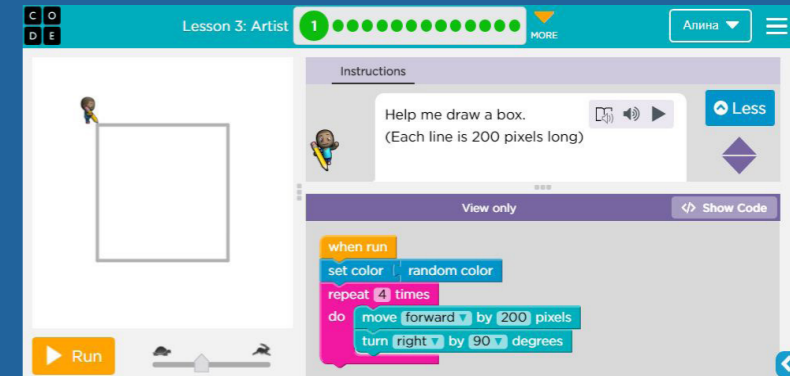 C O
D E
Lesson 3: Artist
1
MORE
Алина
Instructions
Help me draw a box.
(Each line is 200 pixels long)
Less
View only
</> Show Code
when run
set color random color
repeat 4 times
do move forward by 200 pixels
turn right by 90 degrees
Run